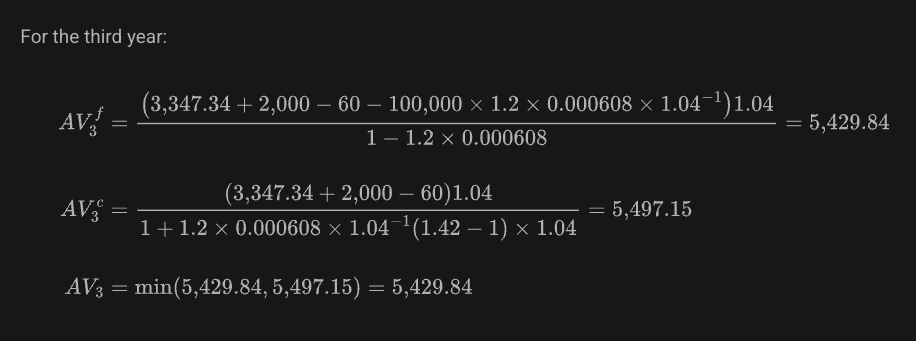 For the third year:
$AV_3^f = \frac{(3,347.34 + 2,000 - 60 - 100,000 \times 1.2 \times 0.000608 \times 1.04^{-1})1.04}{1 - 1.2 \times 0.000608} = 5,429.84$
$AV_3^c = \frac{(3,347.34 + 2,000 - 60)1.04}{1 + 1.2 \times 0.000608 \times 1.04^{-1}(1.42 - 1) \times 1.04} = 5,497.15$
$AV_3 = \min(5,429.84, 5,497.15) = 5,429.84$